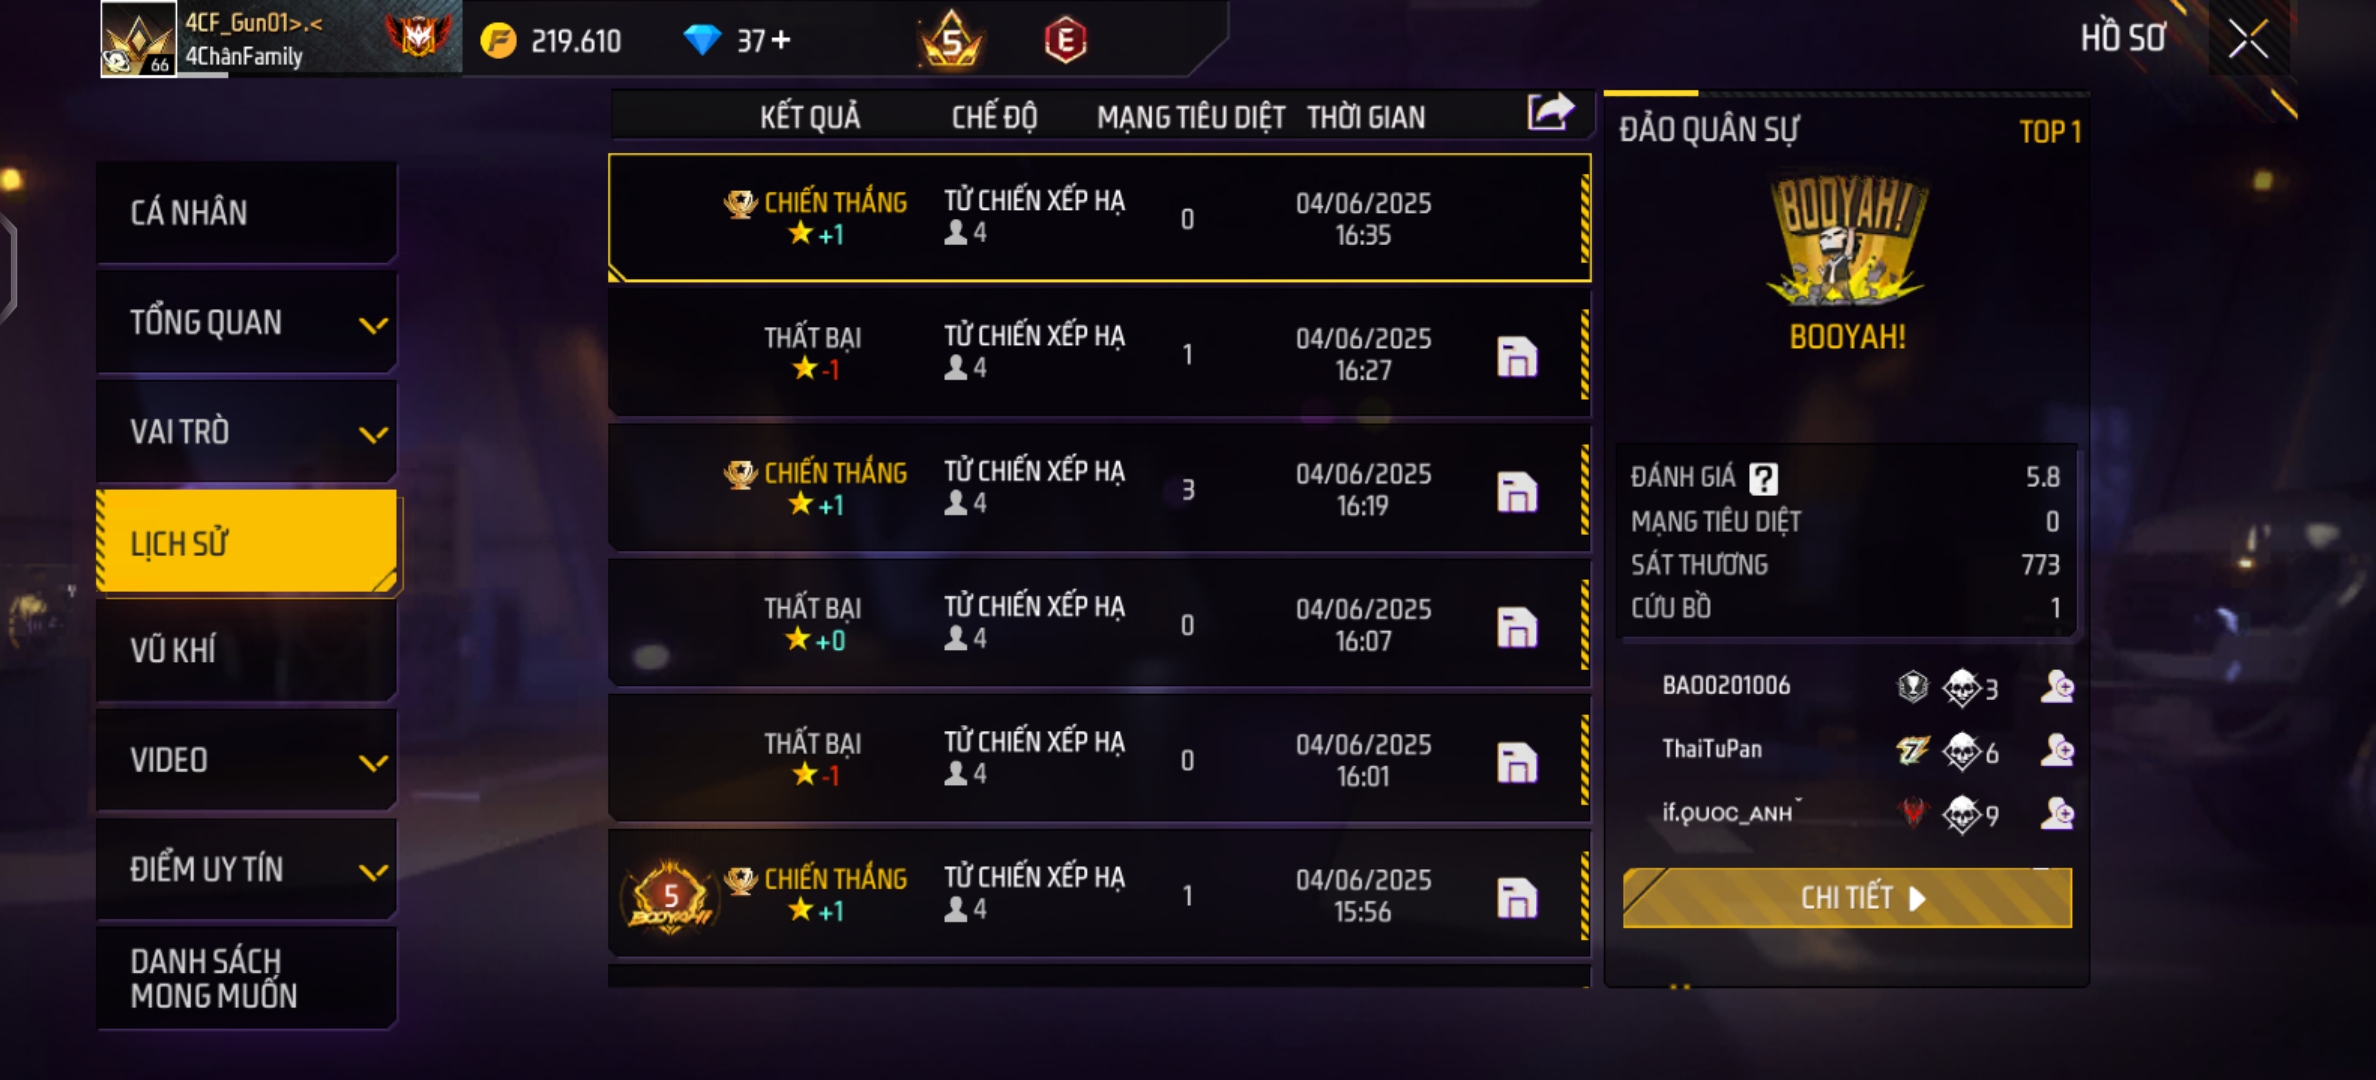 4CF_Gun01>.<
4ChânFamily
66
219.610
37+
5
E
HỒ SƠ
CÁ NHÂN
TỔNG QUAN
VAI TRÒ
LỊCH SỬ
VŨ KHÍ
VIDEO
ĐIỂM UY TÍN
DANH SÁCH
MONG MUỐN
KẾT QUẢ CHẾ ĐỘ MẠNG TIÊU DIỆT THỜI GIAN
CHIẾN THẮNG TỬ CHIẾN XẾP HẠ 0 04/06/2025
+1 4 16:35
THẤT BẠI TỬ CHIẾN XẾP HẠ 1 04/06/2025
-1 4 16:27
CHIẾN THẮNG TỬ CHIẾN XẾP HẠ 3 04/06/2025
+1 4 16:19
THẤT BẠI TỬ CHIẾN XẾP HẠ 0 04/06/2025
+0 4 16:07
THẤT BẠI TỬ CHIẾN XẾP HẠ 0 04/06/2025
-1 4 16:01
5 BOOYAH! CHIẾN THẮNG TỬ CHIẾN XẾP HẠ 1 04/06/2025
+1 4 15:56
ĐẢO QUÂN SỰ TOP 1
BOOYAH!
BOOYAH!
ĐÁNH GIÁ ? 5.8
MẠNG TIÊU DIỆT 0
SÁT THƯƠNG 773
CỨU BỒ 1
BAO0201006 3
ThaiTuPan 6
if.ϙUOC_ANHˇ 9
CHI TIẾT